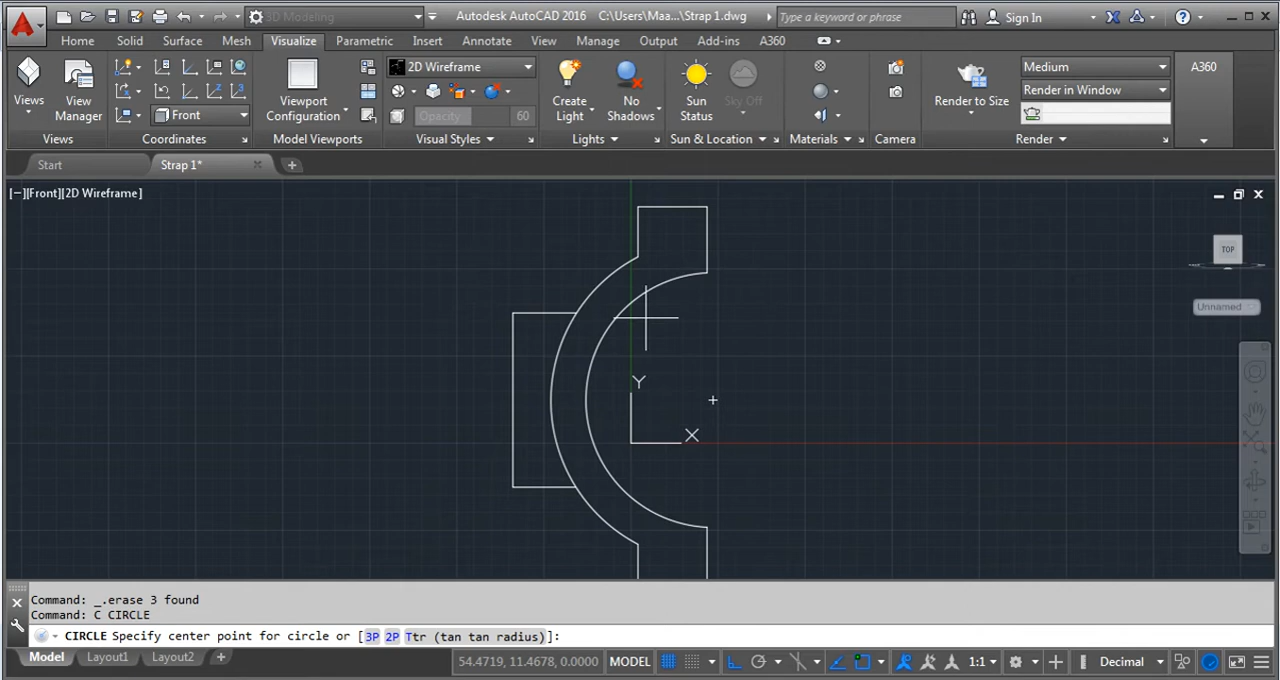 3D Modeling
Autodesk AutoCAD 2016 C:\Users\Maa...\Strap 1.dwg
Type a keyword or phrase
Sign In
Home Solid Surface Mesh Visualize Parametric Insert Annotate View Manage Output Add-ins A360
Views
View Manager
Front
Viewport Configuration
2D Wireframe
Opacity 60
Create Light
No Shadows
Sun Status
Sky Off
Render to Size
Medium
Render in Window
A360
Views Coordinates Model Viewports Visual Styles Lights Sun & Location Materials Camera Render
Start Strap 1*
[−][Front][2D Wireframe]
TOP
Unnamed
Y
X
Command: _.erase 3 found
Command: C CIRCLE
CIRCLE Specify center point for circle or [3P 2P Ttr (tan tan radius)]:
Model Layout1 Layout2 +
54.4719, 11.4678, 0.0000 MODEL 1:1 Decimal